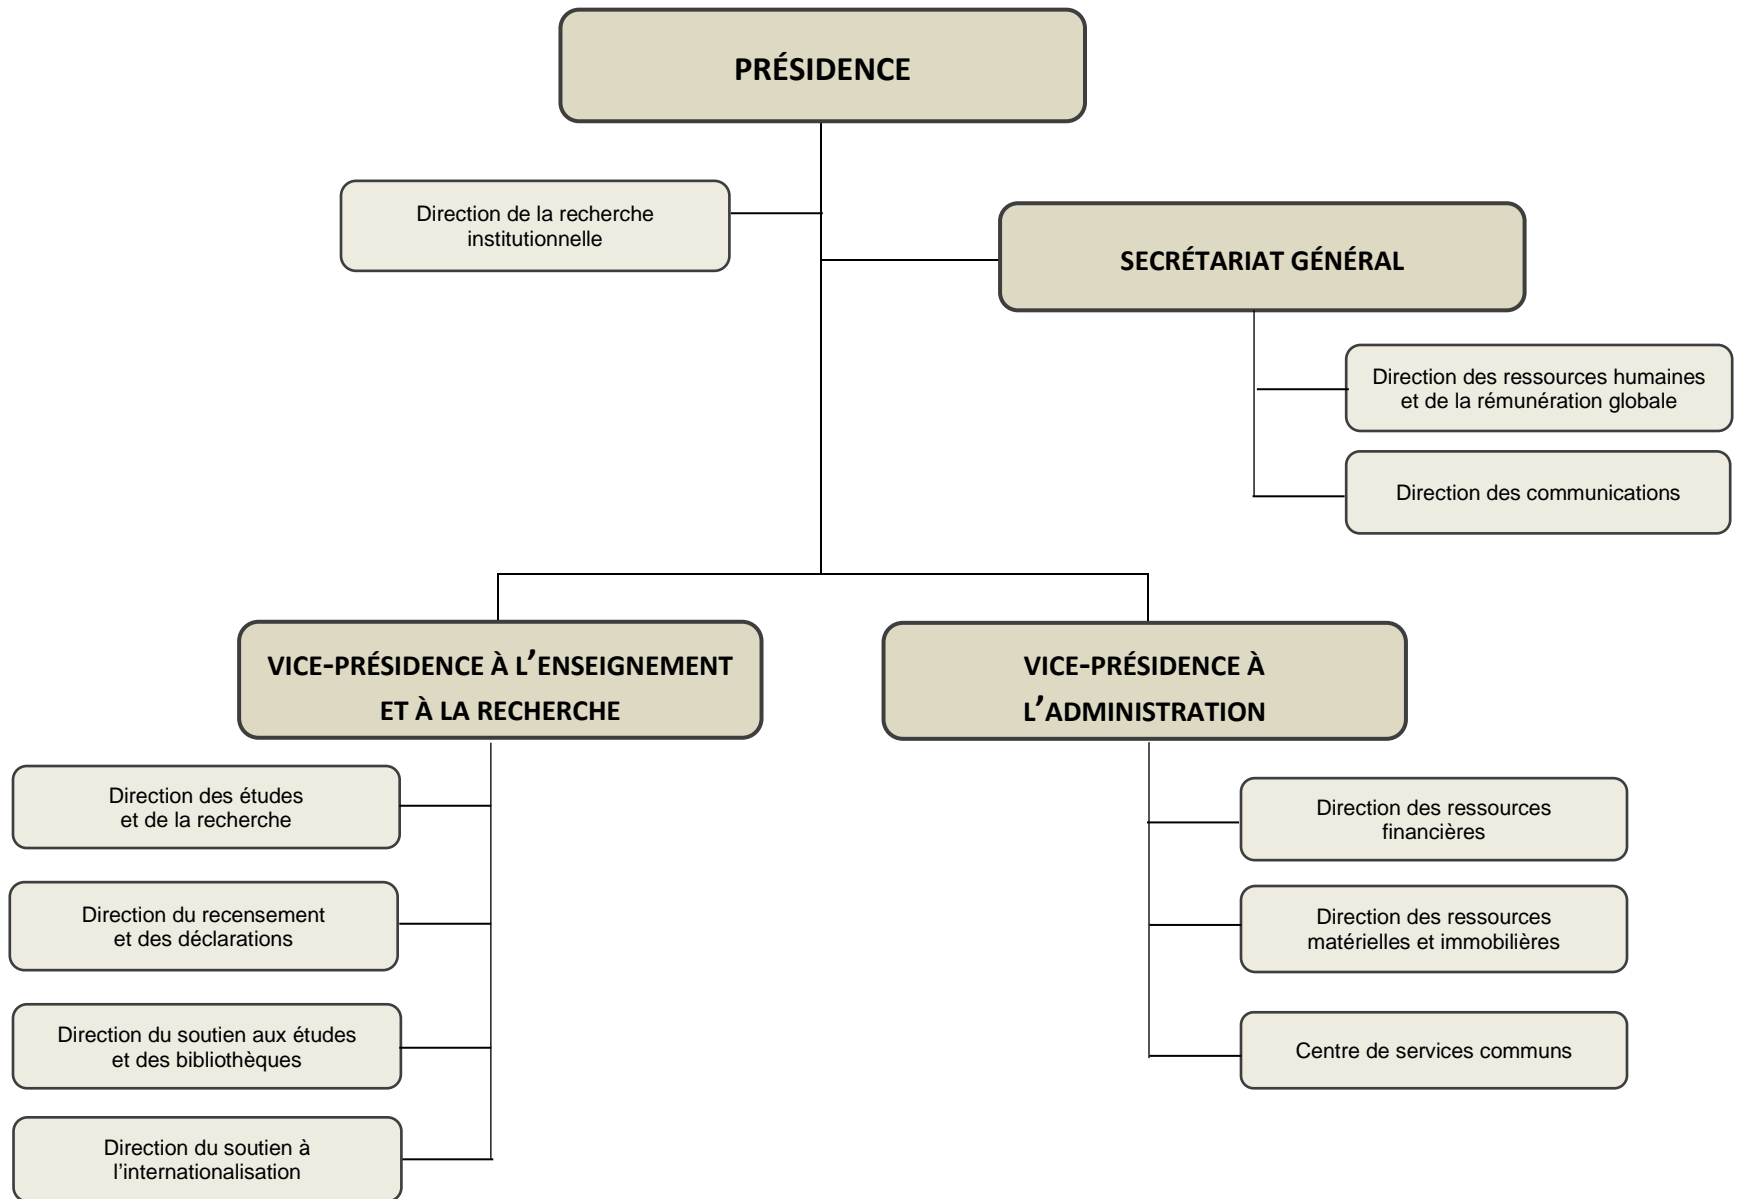 PRÉSIDENCE
Direction de la recherche
institutionnelle
SECRÉTARIAT GÉNÉRAL
Direction des ressources humaines
et de la rémunération globale
Direction des communications
VICE-PRÉSIDENCE À L’ENSEIGNEMENT
ET À LA RECHERCHE
Direction des études
et de la recherche
Direction du recensement
et des déclarations
Direction du soutien aux études
et des bibliothèques
Direction du soutien à
l’internationalisation
VICE-PRÉSIDENCE À
L’ADMINISTRATION
Direction des ressources
financières
Direction des ressources
matérielles et immobilières
Centre de services communs